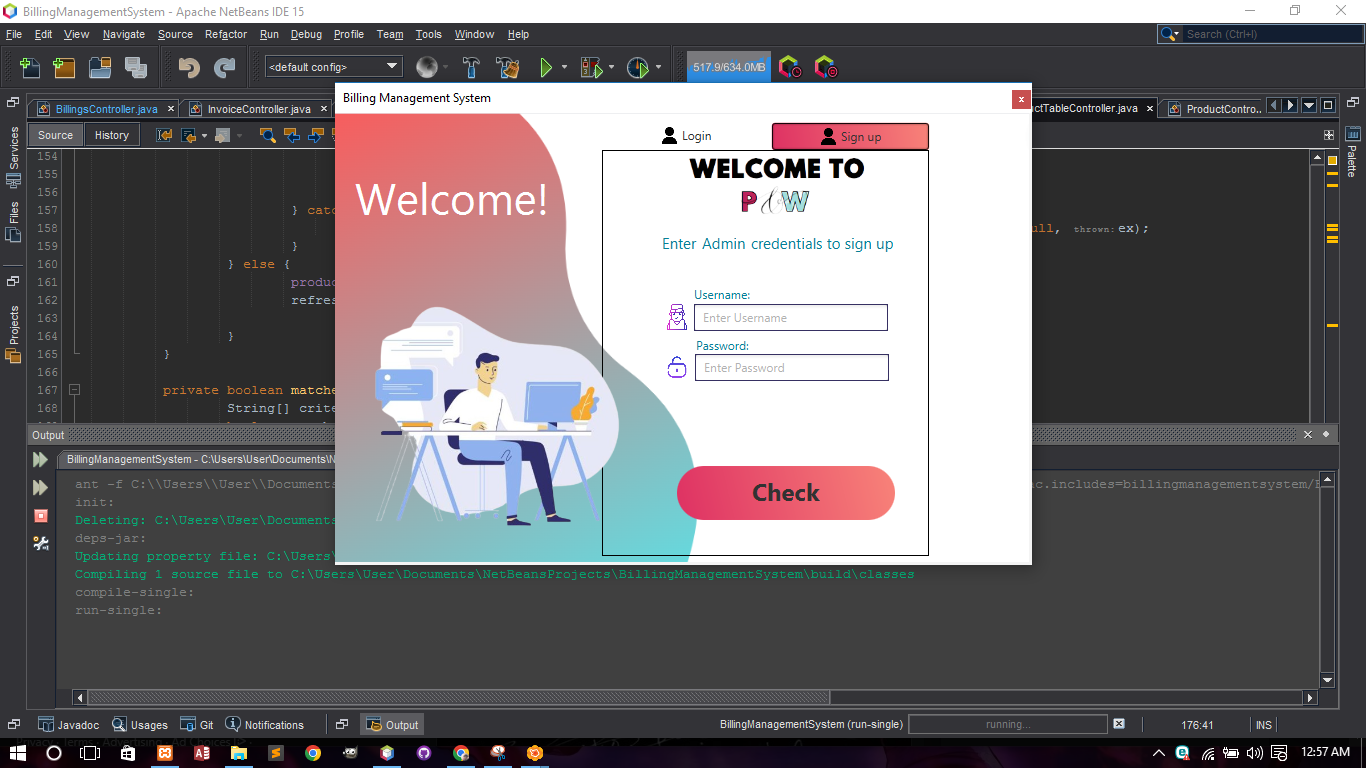 BillingManagementSystem - Apache NetBeans IDE 15
File Edit View Navigate Source Refactor Run Debug Profile Team Tools Window Help
Search (Ctrl+I)
<default config>
517.9/634.0MB
BillingsController.java
InvoiceController.java
ctTableController.java
ProductContro..
Source History
Services
Files
Projects
Palette
154
155
156
157 } catc
158 ull, thrown: ex);
159 }
160 } else {
161 produc
162 refres
163
164 }
165 }
166
167 private boolean matche
168 String[] crite
Billing Management System
x
Welcome!
Login
Sign up
WELCOME TO
P&W
Enter Admin credentials to sign up
Username:
Enter Username
Password:
Enter Password
Check
Output
BillingManagementSystem - C:\Users\User\Documents\N
ant -f C:\\Users\\User\\Documents
ac.includes=billingmanagementsystem/
init:
Deleting: C:\Users\User\Document
deps-jar:
Updating property file: C:\Users\
Compiling 1 source file to C:\Users\User\Documents\NetBeansProjects\BillingManagementSystem\build\classes
compile-single:
run-single:
Javadoc Usages Git Notifications Output
BillingManagementSystem (run-single) running... 176:41 INS
12:57 AM